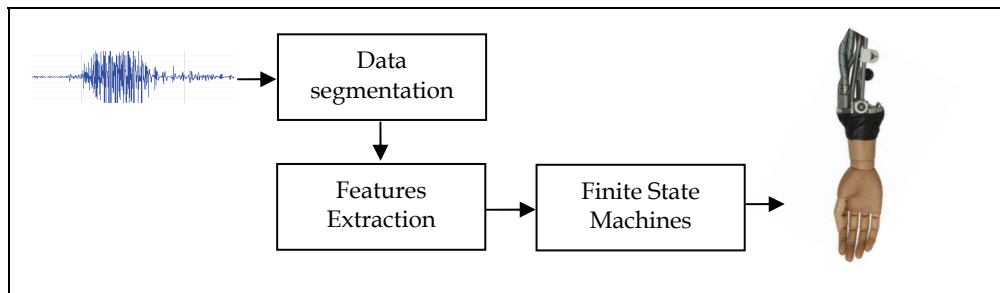 Data
segmentation
Features
Extraction
Finite State
Machines